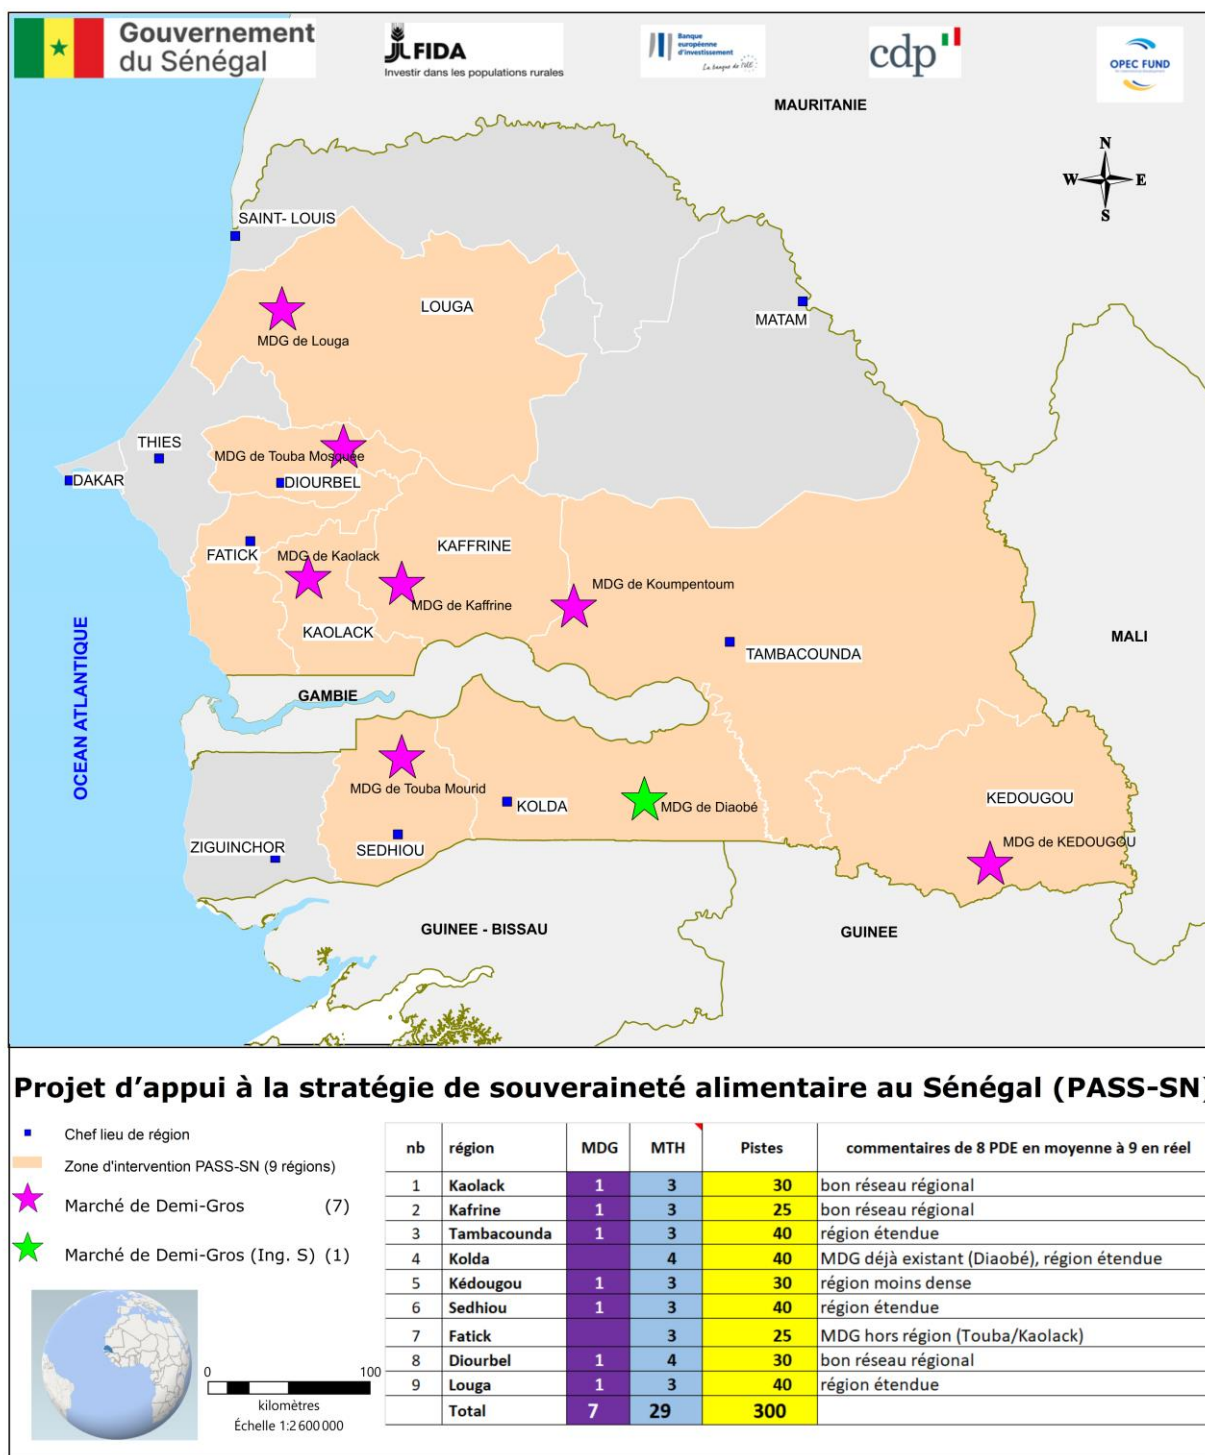 Gouvernement
du Sénégal
FIDA
Investir dans les populations rurales
Banque
européenne
d'investissement
La banque de l'UE
cdp
OPEC FUND
MAURITANIE
N
W E
S
SAINT- LOUIS
LOUGA
MATAM
MDG de Louga
THIES
MDG de Touba Mosquée
DAKAR
DIOURBEL
FATICK
MDG de Kaolack
KAFFRINE
MDG de Koumpentoum
MDG de Kaffrine
KAOLACK
TAMBACOUNDA
MALI
OCEAN ATLANTIQUE
GAMBIE
MDG de Touba Mourid
KOLDA
MDG de Diaobé
KEDOUGOU
MDG de KEDOUGOU
ZIGUINCHOR
SEDHIOU
GUINEE - BISSAU
GUINEE
Projet d'appui à la stratégie de souveraineté alimentaire au Sénégal (PASS-SN)
Chef lieu de région
Zone d'intervention PASS-SN (9 régions)
Marché de Demi-Gros (7)
Marché de Demi-Gros (Ing. S) (1)
0 100
kilomètres
Échelle 1:2 600 000
nb région MDG MTH Pistes commentaires de 8 PDE en moyenne à 9 en réel
1 Kaolack 1 3 30 bon réseau régional
2 Kafrine 1 3 25 bon réseau régional
3 Tambacounda 1 3 40 région étendue
4 Kolda 4 40 MDG déjà existant (Diaobé), région étendue
5 Kédougou 1 3 30 région moins dense
6 Sedhiou 1 3 40 région étendue
7 Fatick 3 25 MDG hors région (Touba/Kaolack)
8 Diourbel 1 4 30 bon réseau régional
9 Louga 1 3 40 région étendue
Total 7 29 300